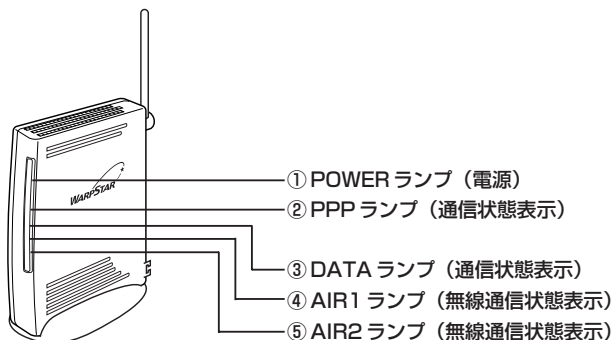 WARPSTAR
① POWER ランプ（電源）
② PPP ランプ（通信状態表示）
③ DATA ランプ（通信状態表示）
④ AIR1 ランプ（無線通信状態表示）
⑤ AIR2 ランプ（無線通信状態表示）